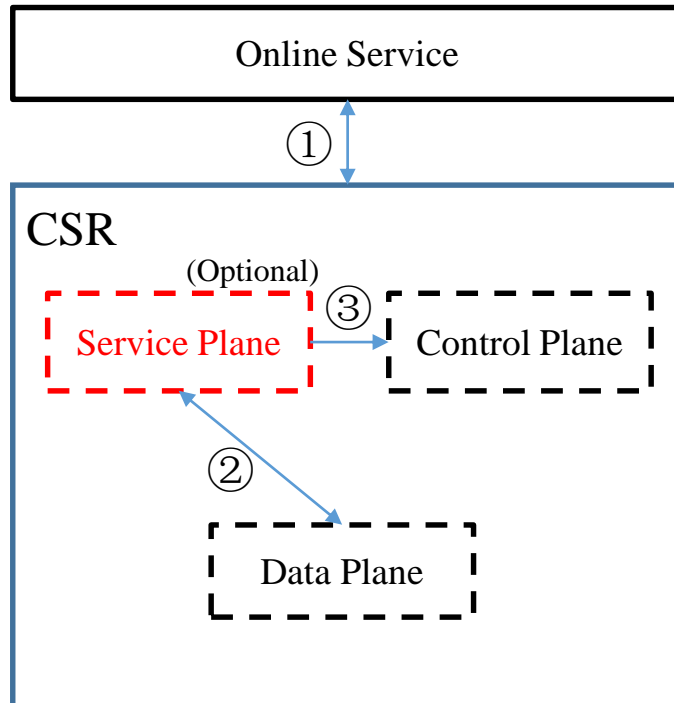 Online Service
①
CSR
(Optional)
Service Plane
③
Control Plane
②
Data Plane